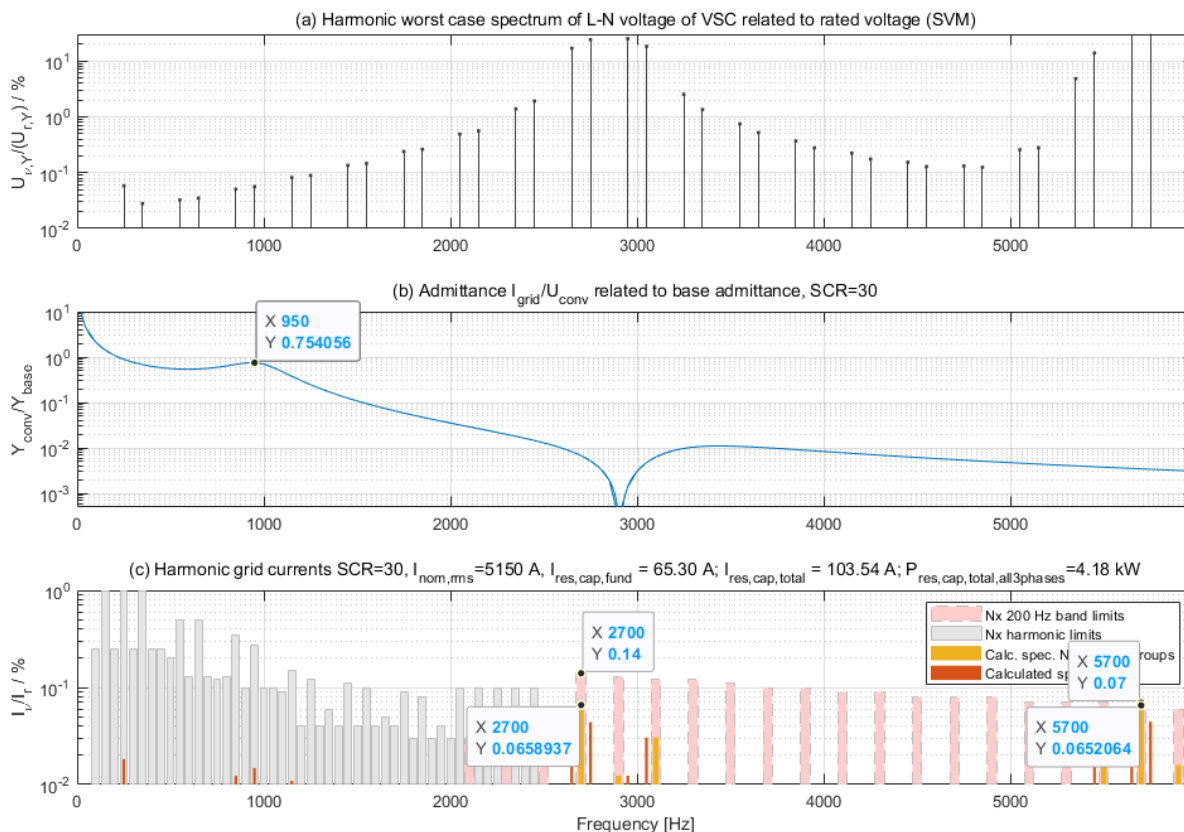 (a) Harmonic worst case spectrum of L-N voltage of VSC related to rated voltage (SVM)
U_ν,Y/(U_r,Y) / %
10^1
10^0
10^-1
10^-2
0 1000 2000 3000 4000 5000
(b) Admittance I_grid/U_conv related to base admittance, SCR=30
Y_conv/Y_base
10^1
10^0
10^-1
10^-2
10^-3
X 950
Y 0.754056
0 1000 2000 3000 4000 5000
(c) Harmonic grid currents SCR=30, I_nom,rms=5150 A, I_res,cap,fund = 65.30 A; I_res,cap,total = 103.54 A; P_res,cap,total,all3phases=4.18 kW
I_ν/I_r / %
10^0
10^-1
10^-2
Nx 200 Hz band limits
Nx harmonic limits
Calc. spec. N roups
Calculated sp
X 2700
Y 0.14
X 5700
Y 0.07
X 2700
Y 0.0658937
X 5700
Y 0.0652064
0 1000 2000 3000 4000 5000
Frequency [Hz]